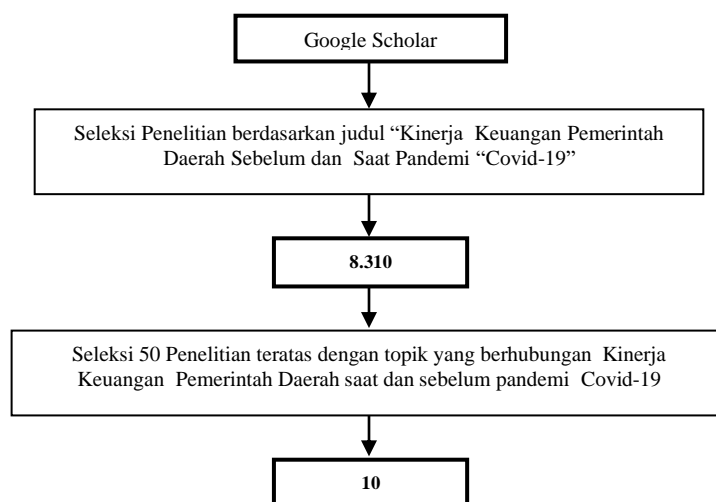 Google Scholar
Seleksi Penelitian berdasarkan judul “Kinerja Keuangan Pemerintah
Daerah Sebelum dan Saat Pandemi “Covid-19”
8.310
Seleksi 50 Penelitian teratas dengan topik yang berhubungan Kinerja
Keuangan Pemerintah Daerah saat dan sebelum pandemi Covid-19
10